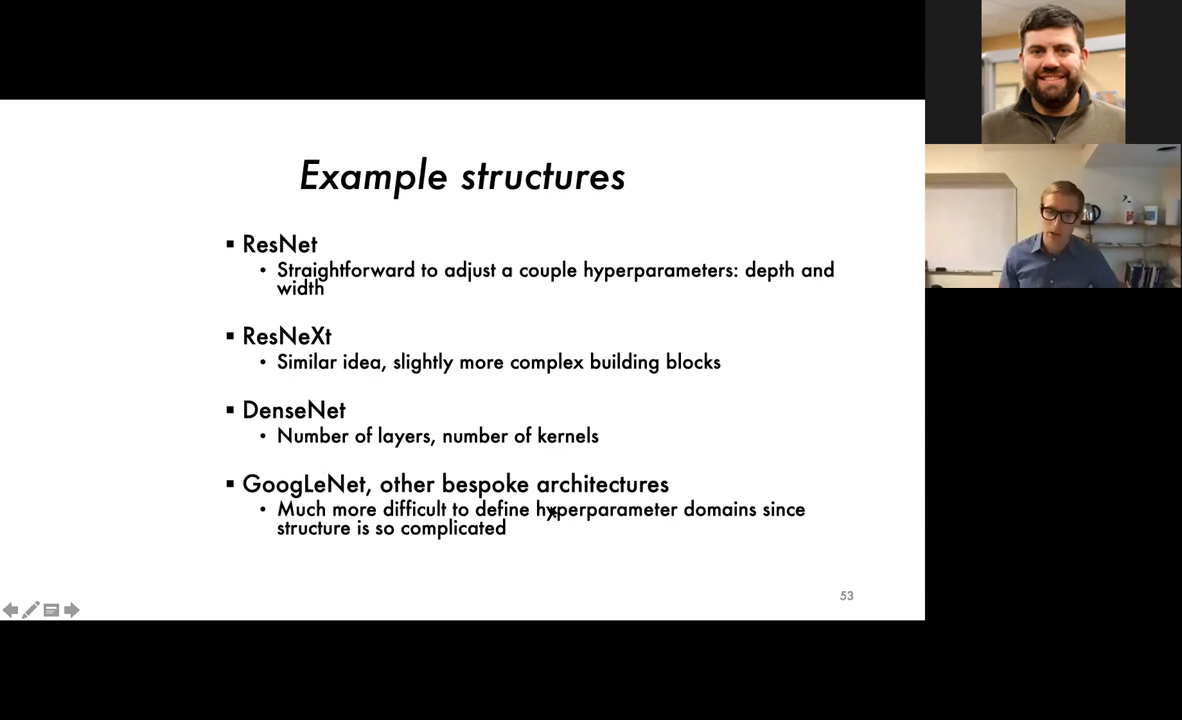 Example structures
▪ ResNet
• Straightforward to adjust a couple hyperparameters: depth and
width
▪ ResNeXt
• Similar idea, slightly more complex building blocks
▪ DenseNet
• Number of layers, number of kernels
▪ GoogLeNet, other bespoke architectures
• Much more difficult to define hyperparameter domains since
structure is so complicated
53